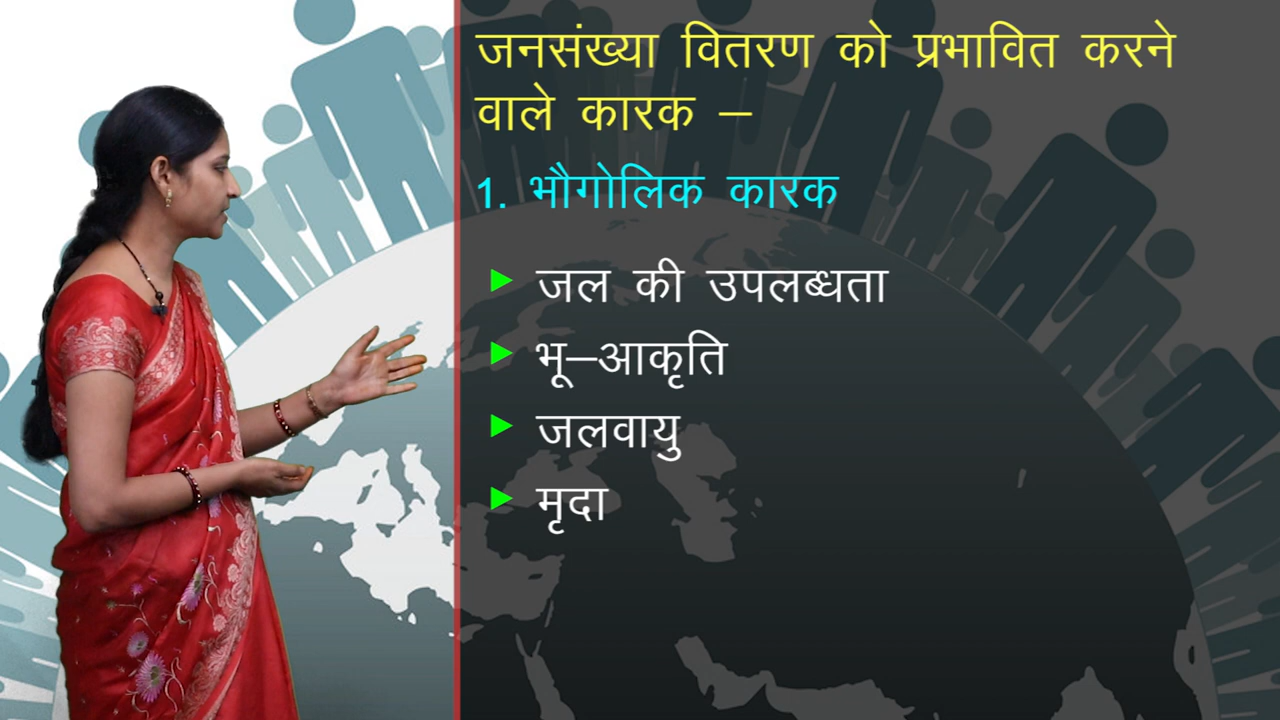 जनसंख्या वितरण को प्रभावित करने
वाले कारक –
1. भौगोलिक कारक
जल की उपलब्धता
भू–आकृति
जलवायु
मृदा